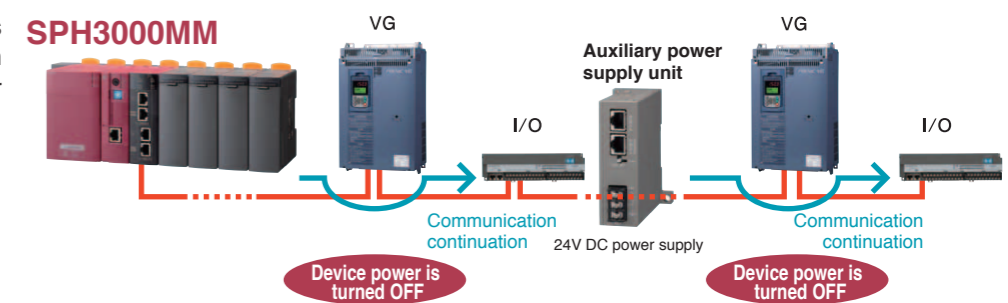 SPH3000MM
VG
Auxiliary power
supply unit
VG
I/O
I/O
Communication
continuation
24V DC power supply
Communication
continuation
Device power is
turned OFF
Device power is
turned OFF